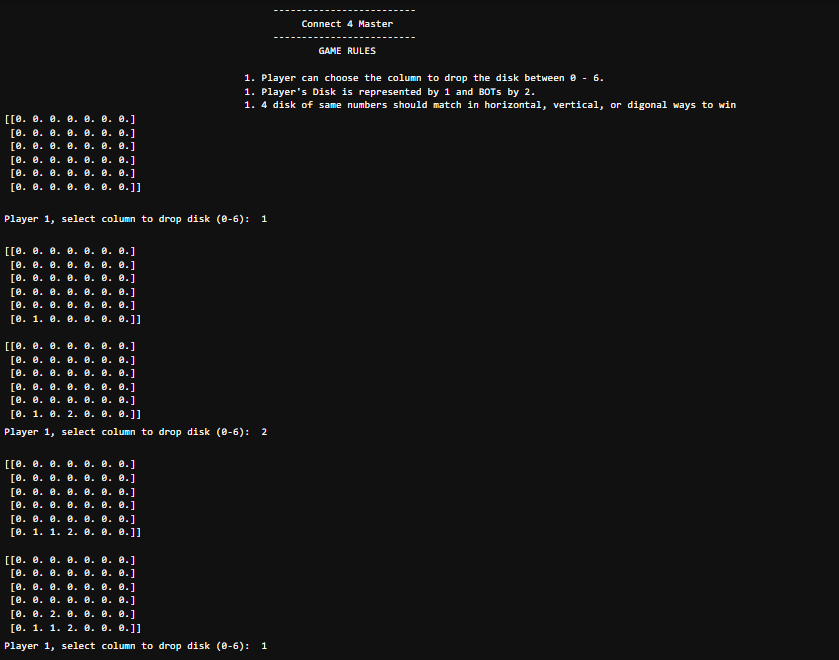 -------------------------
Connect 4 Master
-------------------------
GAME RULES
1. Player can choose the column to drop the disk between 0 - 6.
1. Player's Disk is represented by 1 and BOTs by 2.
1. 4 disk of same numbers should match in horizontal, vertical, or digonal ways to win
[[0. 0. 0. 0. 0. 0. 0.]
[0. 0. 0. 0. 0. 0. 0.]
[0. 0. 0. 0. 0. 0. 0.]
[0. 0. 0. 0. 0. 0. 0.]
[0. 0. 0. 0. 0. 0. 0.]
[0. 0. 0. 0. 0. 0. 0.]]
Player 1, select column to drop disk (0-6):  1
[[0. 0. 0. 0. 0. 0. 0.]
[0. 0. 0. 0. 0. 0. 0.]
[0. 0. 0. 0. 0. 0. 0.]
[0. 0. 0. 0. 0. 0. 0.]
[0. 0. 0. 0. 0. 0. 0.]
[0. 1. 0. 0. 0. 0. 0.]]
[[0. 0. 0. 0. 0. 0. 0.]
[0. 0. 0. 0. 0. 0. 0.]
[0. 0. 0. 0. 0. 0. 0.]
[0. 0. 0. 0. 0. 0. 0.]
[0. 0. 0. 0. 0. 0. 0.]
[0. 1. 0. 2. 0. 0. 0.]]
Player 1, select column to drop disk (0-6):  2
[[0. 0. 0. 0. 0. 0. 0.]
[0. 0. 0. 0. 0. 0. 0.]
[0. 0. 0. 0. 0. 0. 0.]
[0. 0. 0. 0. 0. 0. 0.]
[0. 0. 0. 0. 0. 0. 0.]
[0. 1. 1. 2. 0. 0. 0.]]
[[0. 0. 0. 0. 0. 0. 0.]
[0. 0. 0. 0. 0. 0. 0.]
[0. 0. 0. 0. 0. 0. 0.]
[0. 0. 0. 0. 0. 0. 0.]
[0. 0. 2. 0. 0. 0. 0.]
[0. 1. 1. 2. 0. 0. 0.]]
Player 1, select column to drop disk (0-6):  1